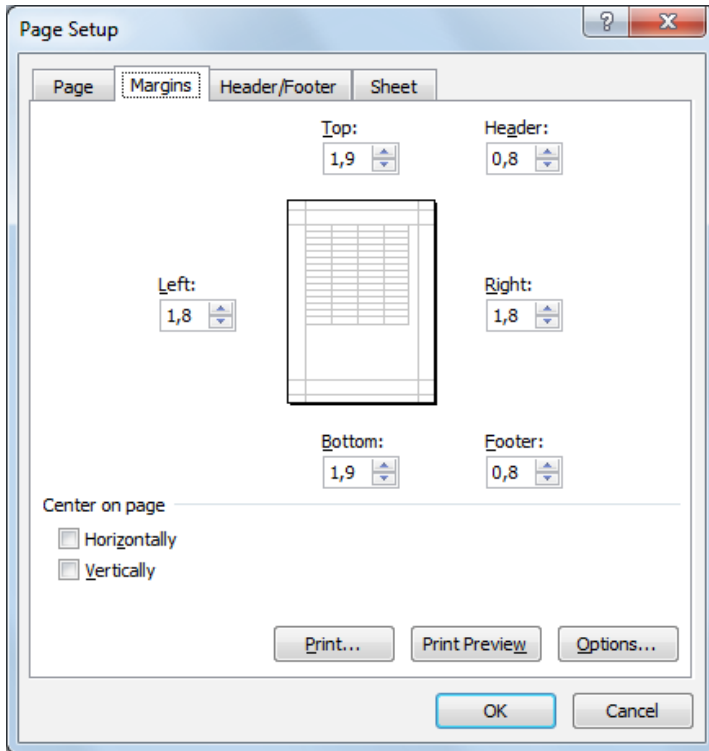 Page Setup
Page Margins Header/Footer Sheet
Top: Header:
1,9 0,8
Left: Right:
1,8 1,8
Bottom: Footer:
1,9 0,8
Center on page
Horizontally
Vertically
Print... Print Preview Options...
OK Cancel